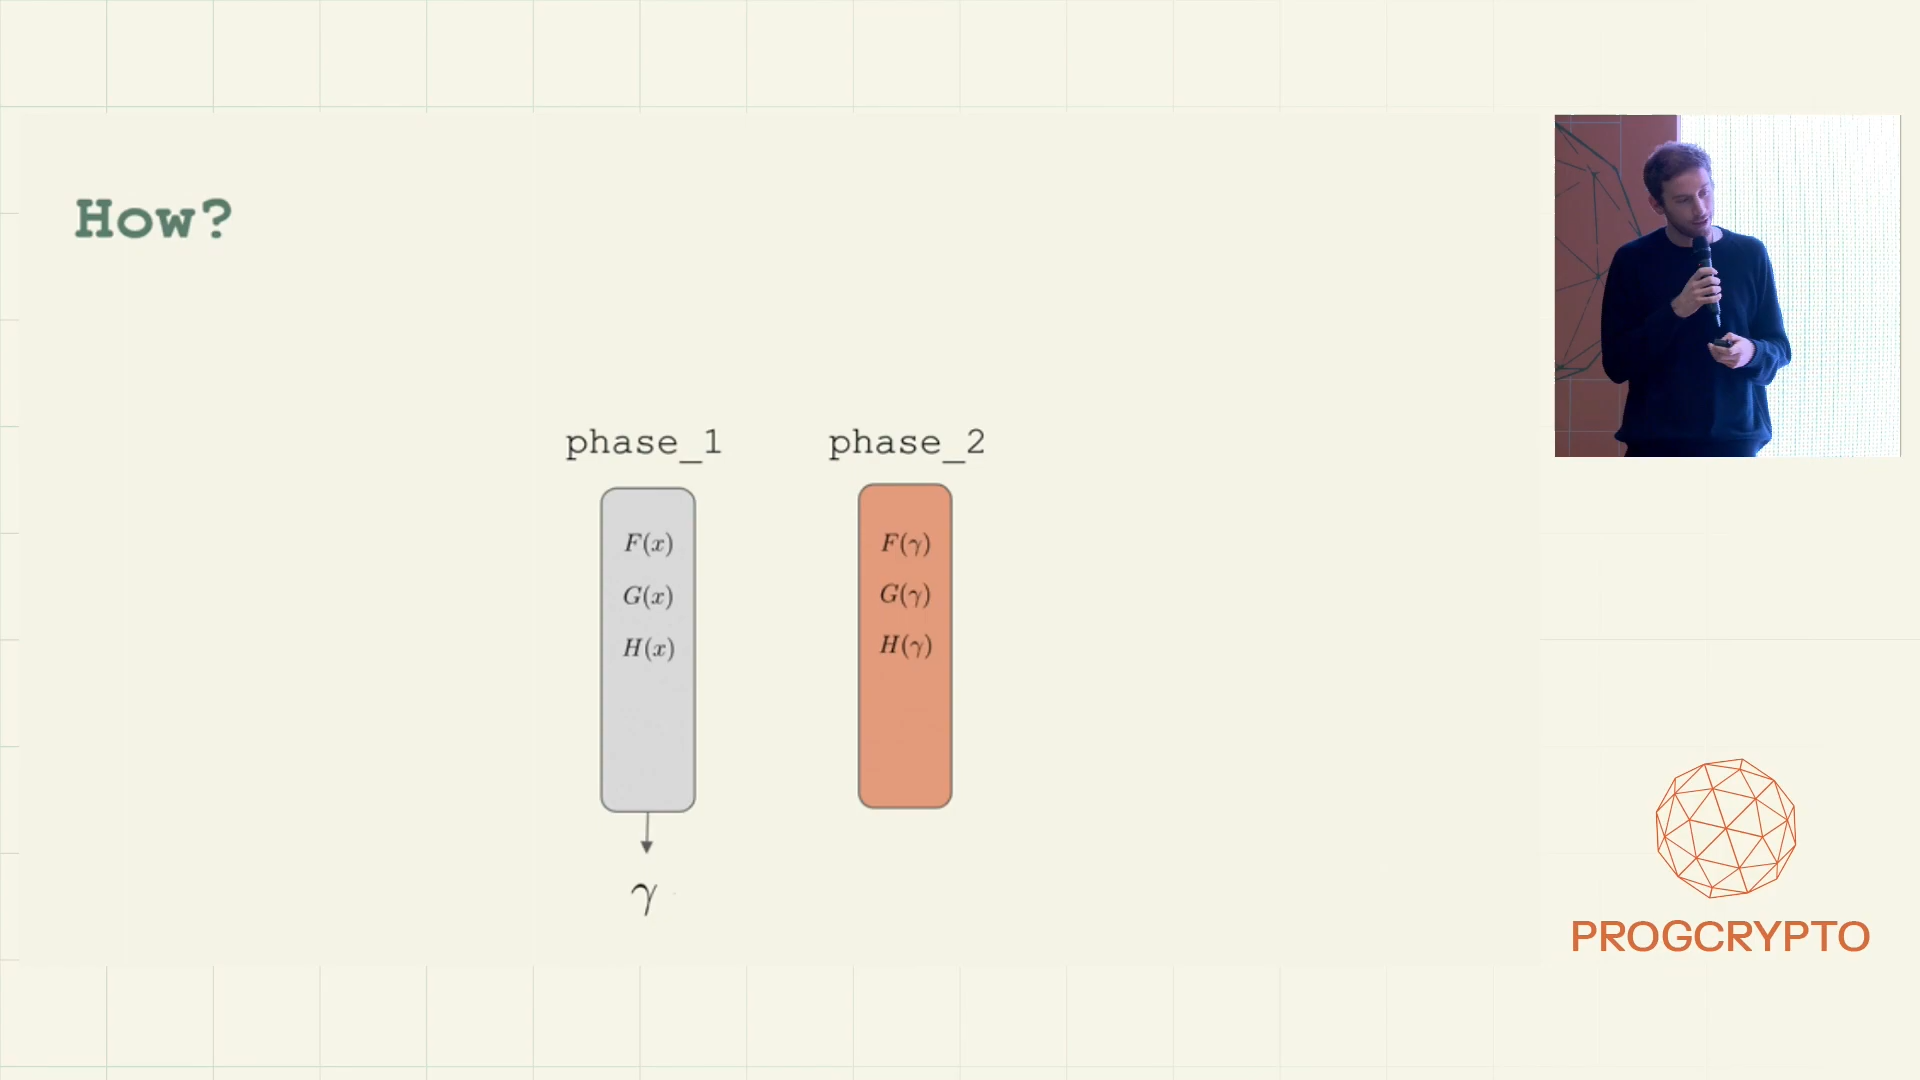 How?
phase_1
phase_2
F(x)
G(x)
H(x)
F(γ)
G(γ)
H(γ)
γ
PROGCRYPTO